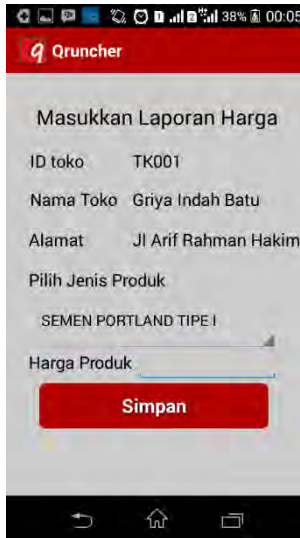 38% 00:05
Qruncher
Masukkan Laporan Harga
ID toko TK001
Nama Toko Griya Indah Batu
Alamat Jl Arif Rahman Hakim
Pilih Jenis Produk
SEMEN PORTLAND TIPE I
Harga Produk
Simpan